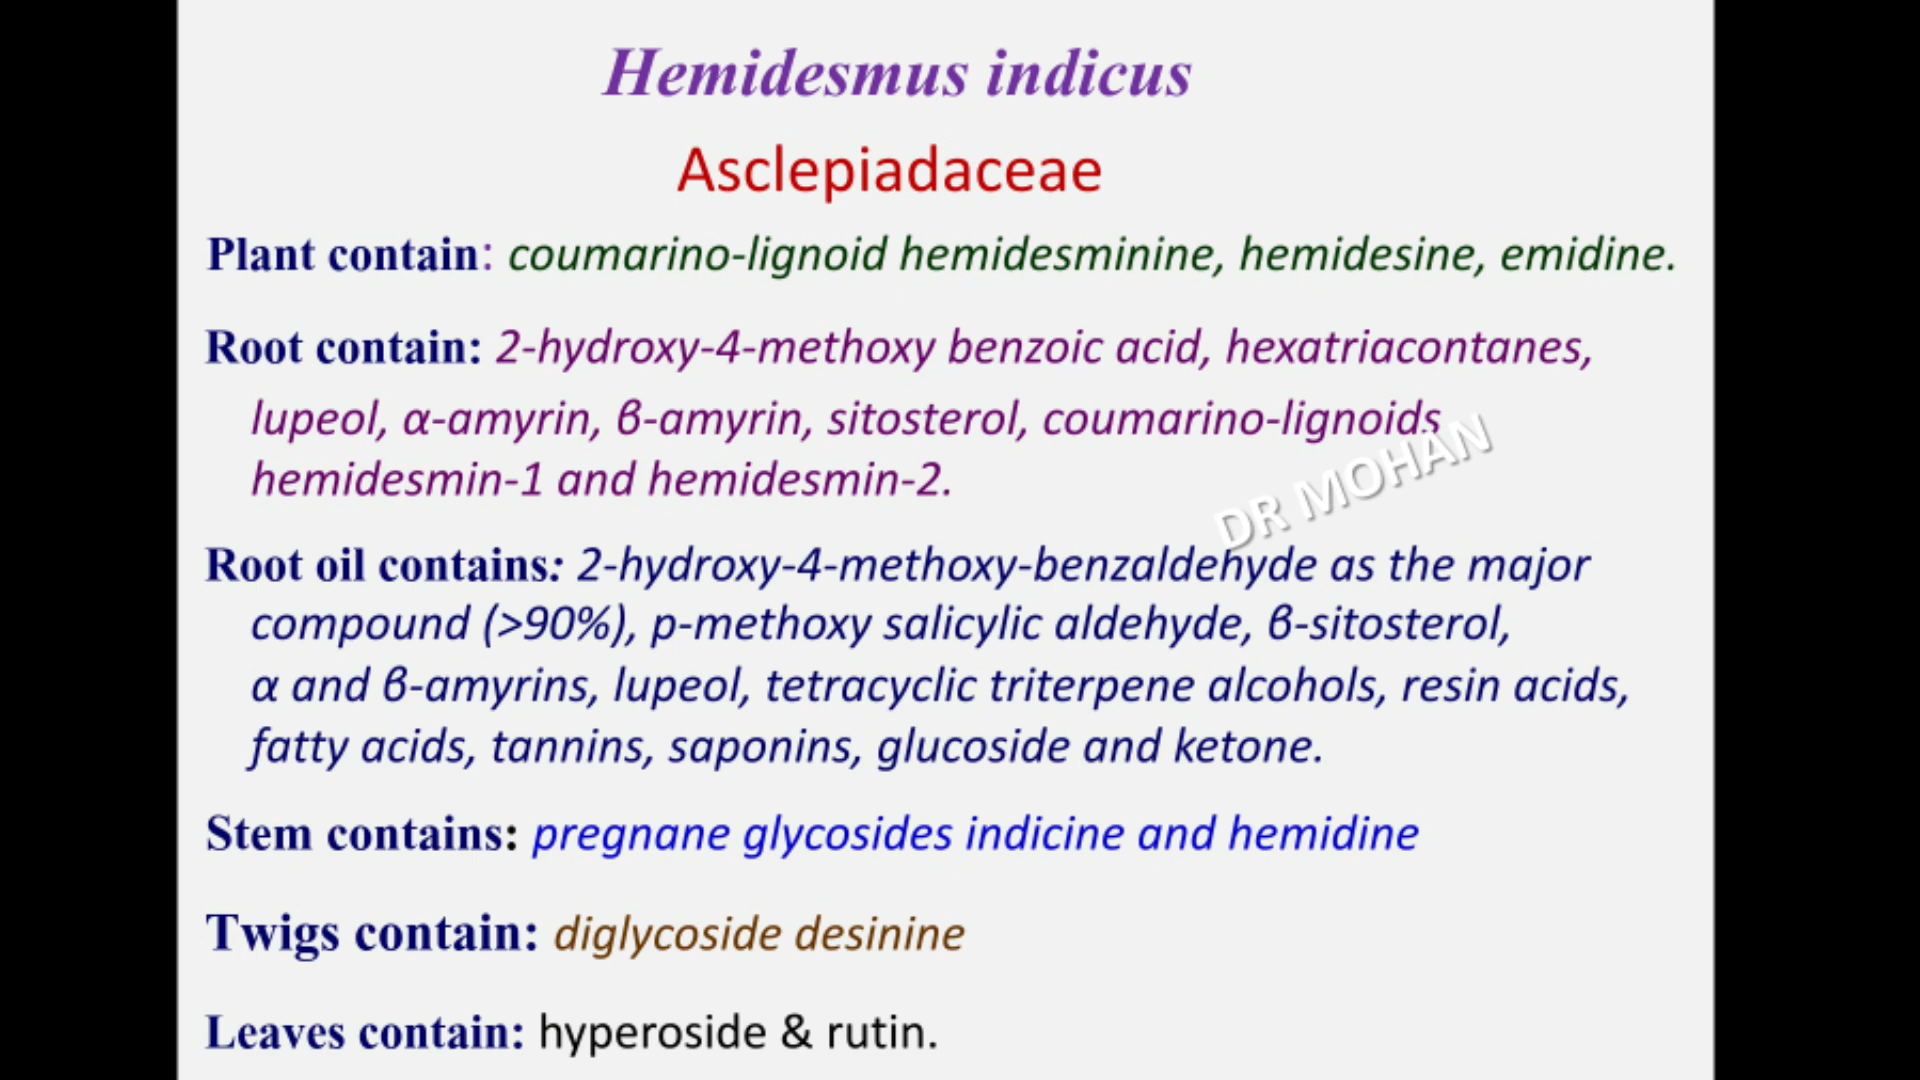 Hemidesmus indicus
Asclepiadaceae
Plant contain: coumarino-lignoid hemidesminine, hemidesine, emidine.
Root contain: 2-hydroxy-4-methoxy benzoic acid, hexatriacontanes,
lupeol, α-amyrin, β-amyrin, sitosterol, coumarino-lignoids
hemidesmin-1 and hemidesmin-2.
DR MOHAN
Root oil contains: 2-hydroxy-4-methoxy-benzaldehyde as the major
compound (>90%), p-methoxy salicylic aldehyde, β-sitosterol,
α and β-amyrins, lupeol, tetracyclic triterpene alcohols, resin acids,
fatty acids, tannins, saponins, glucoside and ketone.
Stem contains: pregnane glycosides indicine and hemidine
Twigs contain: diglycoside desinine
Leaves contain: hyperoside & rutin.